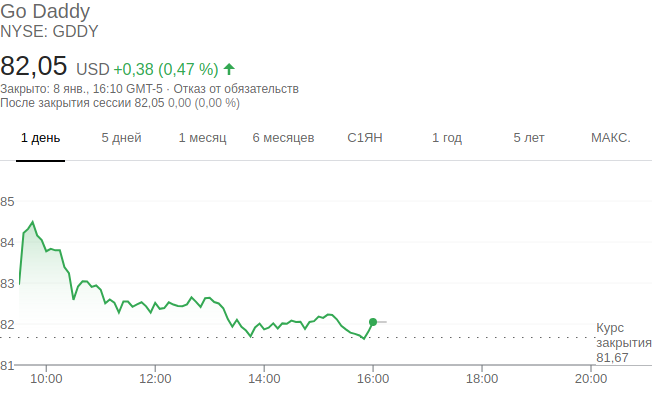 Go Daddy
NYSE: GDDY
82,05 USD +0,38 (0,47 %)
Закрыто: 8 янв., 16:10 GMT-5 · Отказ от обязательств
После закрытия сессии 82,05 0,00 (0,00 %)
1 день 5 дней 1 месяц 6 месяцев С1ЯН 1 год 5 лет МАКС.
85
84
83
82
Курс
закрытия
81,67
81
10:00 12:00 14:00 16:00 18:00 20:00